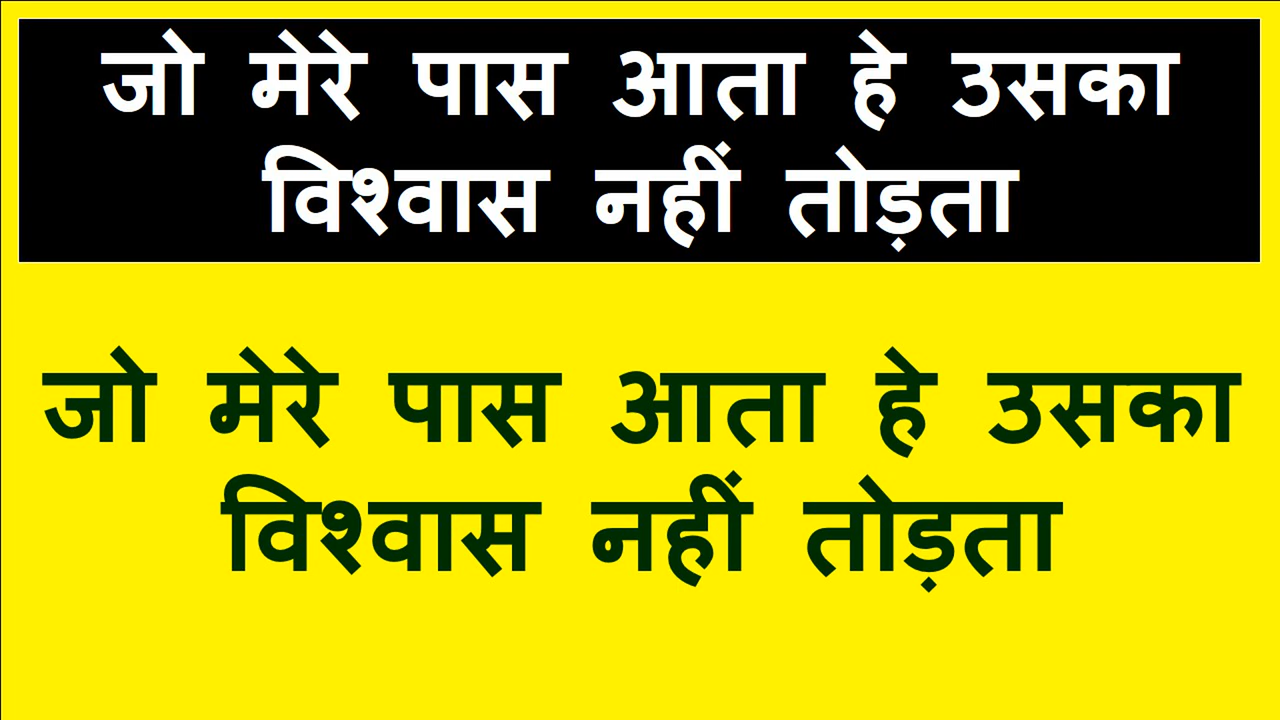 जो मेरे पास आता हे उसका
विश्वास नहीं तोड़ता
जो मेरे पास आता हे उसका
विश्वास नहीं तोड़ता